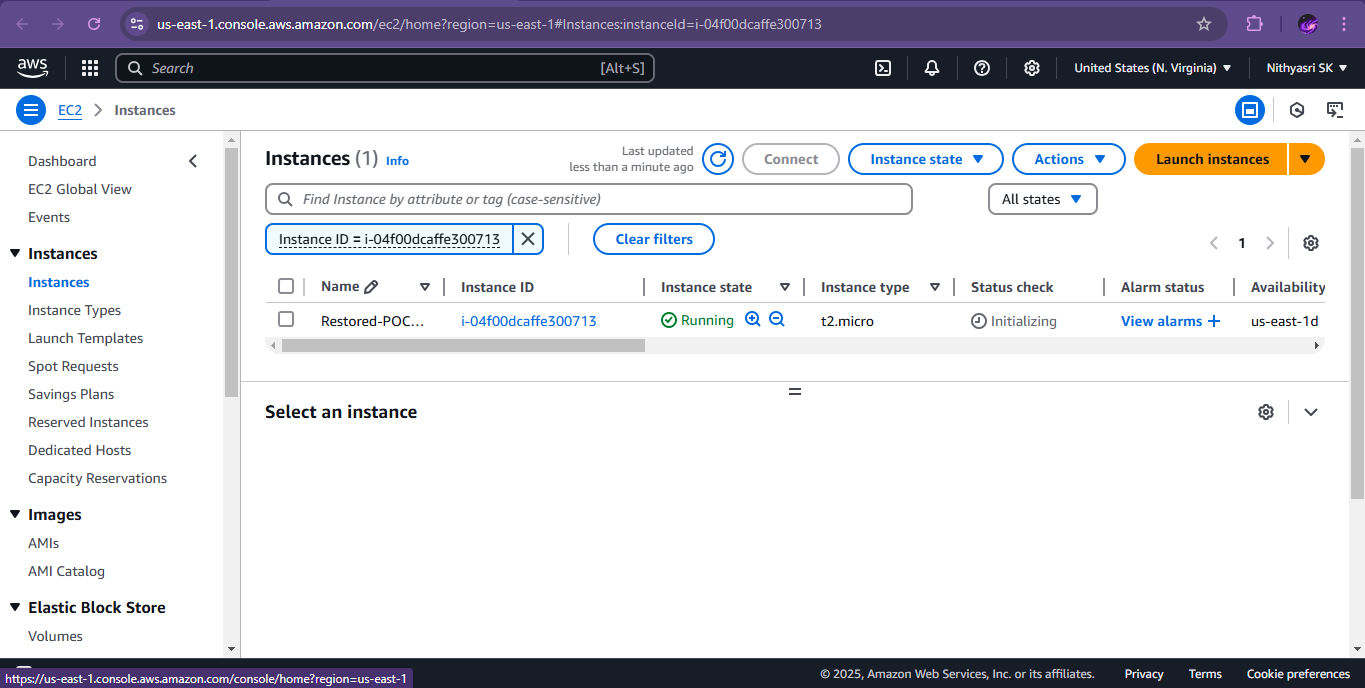 us-east-1.console.aws.amazon.com/ec2/home?region=us-east-1#Instances:instanceId=i-04f00dcaffe300713
aws
Search [Alt+S]
United States (N. Virginia)
Nithyasri SK
EC2 Instances
Dashboard
EC2 Global View
Events
Instances
Instances
Instance Types
Launch Templates
Spot Requests
Savings Plans
Reserved Instances
Dedicated Hosts
Capacity Reservations
Images
AMIs
AMI Catalog
Elastic Block Store
Volumes
Instances (1) Info
Last updated
less than a minute ago
Connect
Instance state
Actions
Launch instances
Find Instance by attribute or tag (case-sensitive)
All states
Instance ID = i-04f00dcaffe300713
Clear filters
1
Name Instance ID Instance state Instance type Status check Alarm status Availability
Restored-POC... i-04f00dcaffe300713 Running t2.micro Initializing View alarms + us-east-1d
Select an instance
https://us-east-1.console.aws.amazon.com/console/home?region=us-east-1
© 2025, Amazon Web Services, Inc. or its affiliates. Privacy Terms Cookie preferences